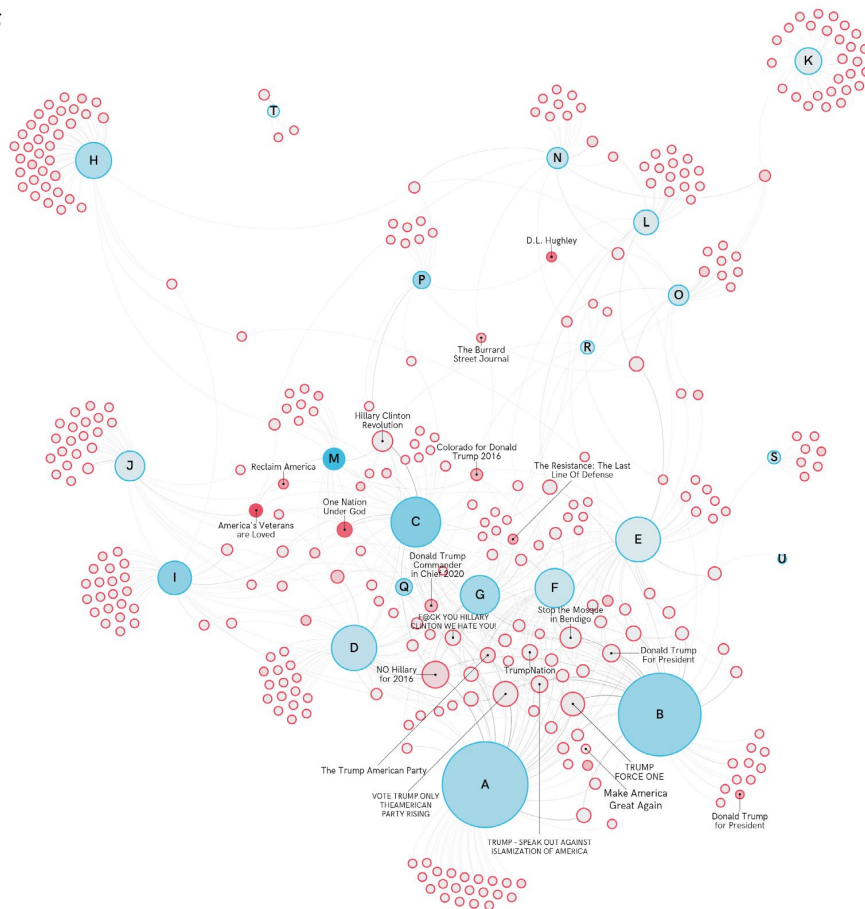 K
T
H
N
L
D.L. Hughley
P
O
The Burrard
Street Journal
R
Hillary Clinton
Revolution
Colorado for Donald
Trump 2016
M
J
Reclaim America
The Resistance: The Last
Line Of Defense
S
One Nation
Under God
America's Veterans
are Loved
C
E
Donald Trump
Commander
in Chief 2020
U
I
Q
G
F
F@CK YOU HILLARY
CLINTON WE HATE YOU!
Stop the Mosque
in Bendigo
D
Donald Trump
For President
NO Hillary
for 2016
TrumpNation
B
The Trump American Party
A
TRUMP
FORCE ONE
VOTE TRUMP ONLY
THEAMERICAN
PARTY RISING
Make America
Great Again
Donald Trump
for President
TRUMP - SPEAK OUT AGAINST
ISLAMIZATION OF AMERICA